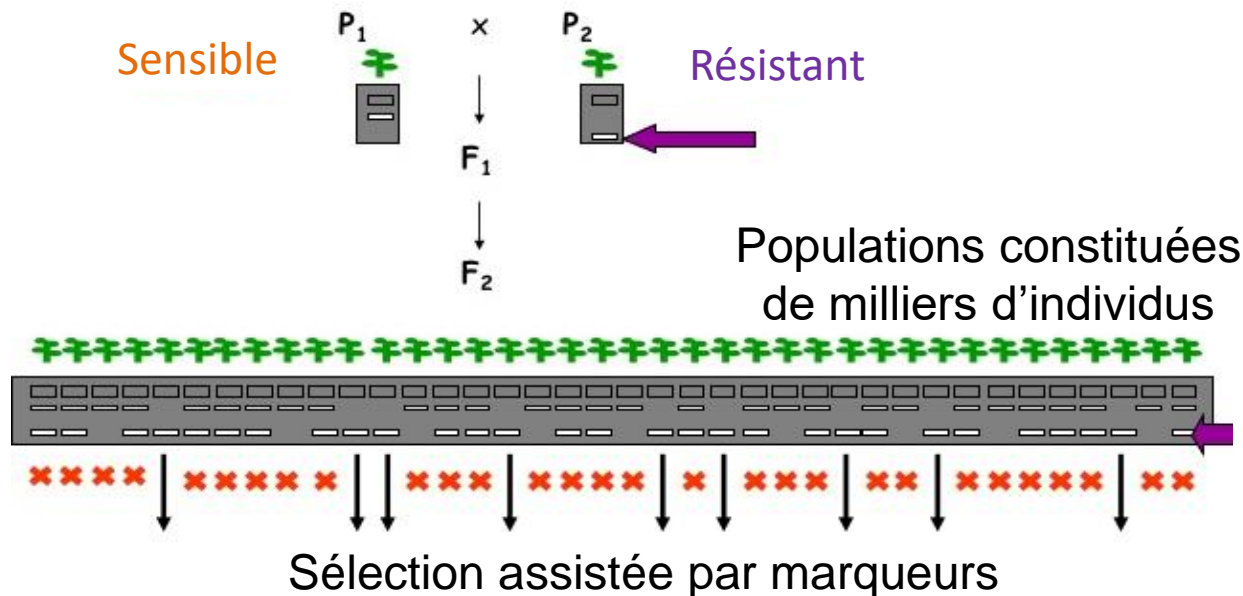 P₁ x P₂
Sensible
Résistant
F₁
F₂
Populations constituées
de milliers d’individus
Sélection assistée par marqueurs